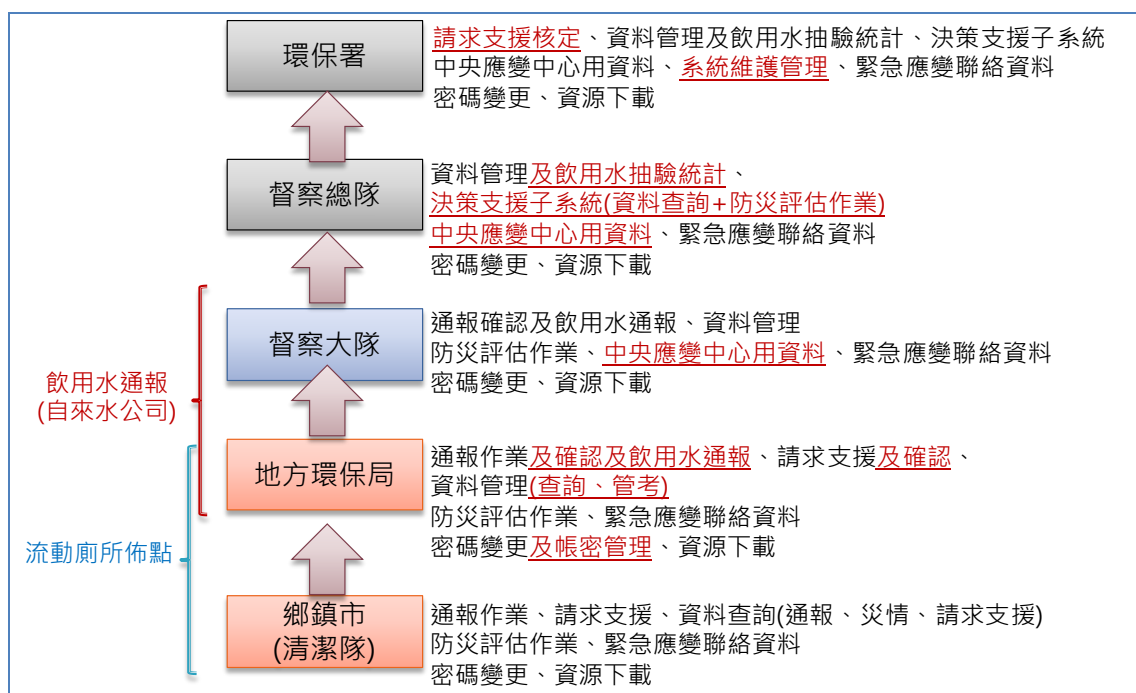 環保署
請求支援核定、資料管理及飲用水抽驗統計、決策支援子系統
中央應變中心用資料、系統維護管理、緊急應變聯絡資料
密碼變更、資源下載
督察總隊
資料管理及飲用水抽驗統計、
決策支援子系統(資料查詢+防災評估作業)
中央應變中心用資料、緊急應變聯絡資料
密碼變更、資源下載
督察大隊
通報確認及飲用水通報、資料管理
防災評估作業、中央應變中心用資料、緊急應變聯絡資料
密碼變更、資源下載
飲用水通報
(自來水公司)
地方環保局
通報作業及確認及飲用水通報、請求支援及確認、
資料管理(查詢、管考)
防災評估作業、緊急應變聯絡資料
密碼變更及帳密管理、資源下載
流動廁所佈點
鄉鎮市
(清潔隊)
通報作業、請求支援、資料查詢(通報、災情、請求支援)
防災評估作業、緊急應變聯絡資料
密碼變更、資源下載